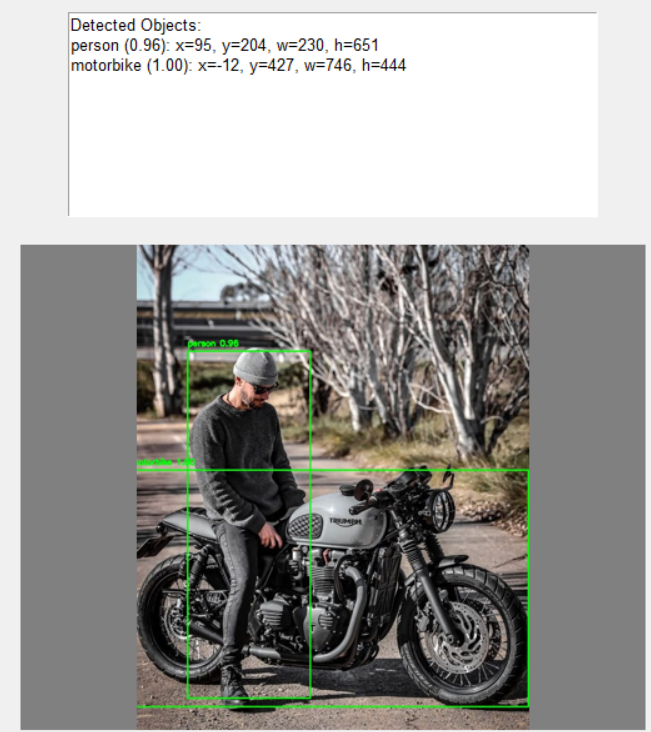 Detected Objects:
person (0.96): x=95, y=204, w=230, h=651
motorbike (1.00): x=-12, y=427, w=746, h=444
person 0.96
TRIUMPH